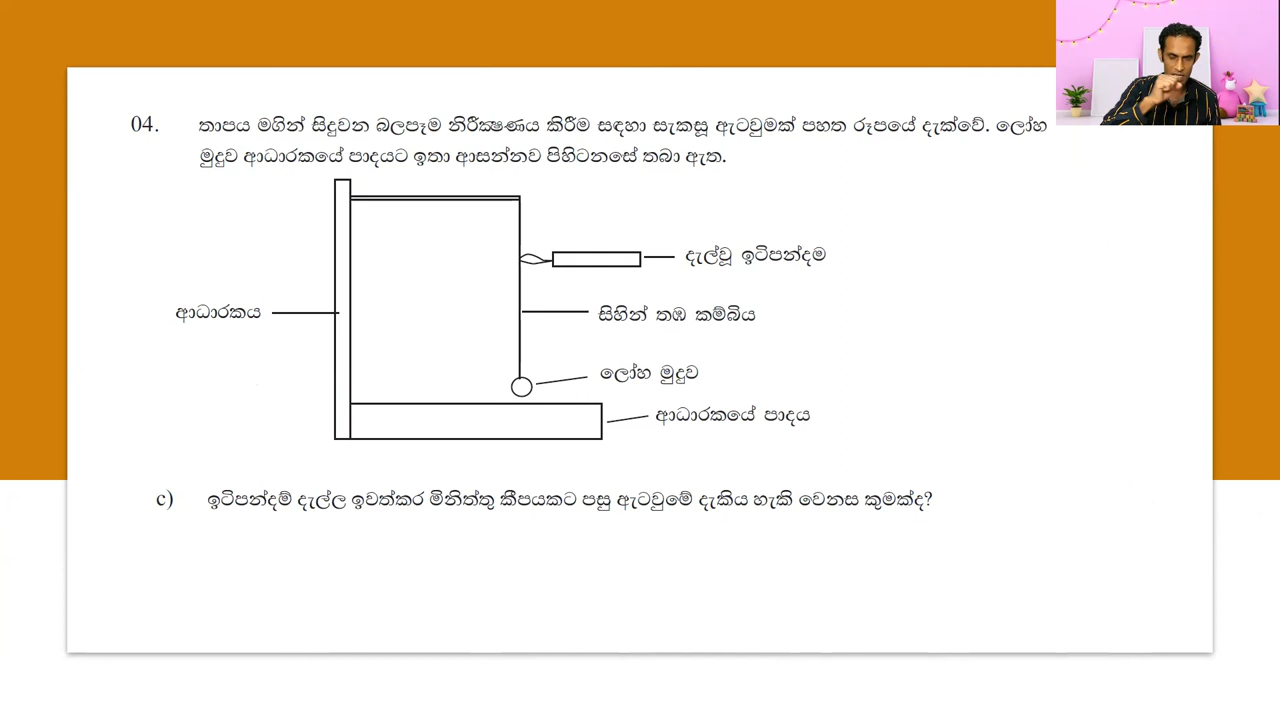 04. තාපය මගින් සිදුවන බලපෑම නිරීක්‍ෂණය කිරීම සඳහා සැකසූ ඇටවුමක් පහත රූපයේ දැක්වේ. ලෝහ
මුදුව ආධාරකයේ පාදයට ඉතා ආසන්නව පිහිටනසේ තබා ඇත.
දැල්වූ ඉටිපන්දම
ආධාරකය
සිහින් තඹ කම්බිය
ලෝහ මුදුව
ආධාරකයේ පාදය
c) ඉටිපන්දම් දැල්ල ඉවත්කර මිනිත්තු කීපයකට පසු ඇටවුමේ දැකිය හැකි වෙනස කුමක්ද?